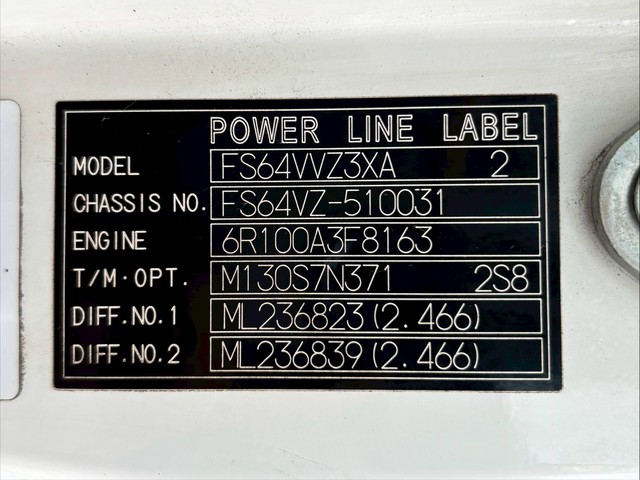 POWER LINE LABEL
MODEL FS64VVZ3XA 2
CHASSIS NO. FS64VZ-510031
ENGINE 6R100A3F8163
T/M·OPT. M130S7N371 2S8
DIFF.NO.1 ML236823(2.466)
DIFF.NO.2 ML236839(2.466)